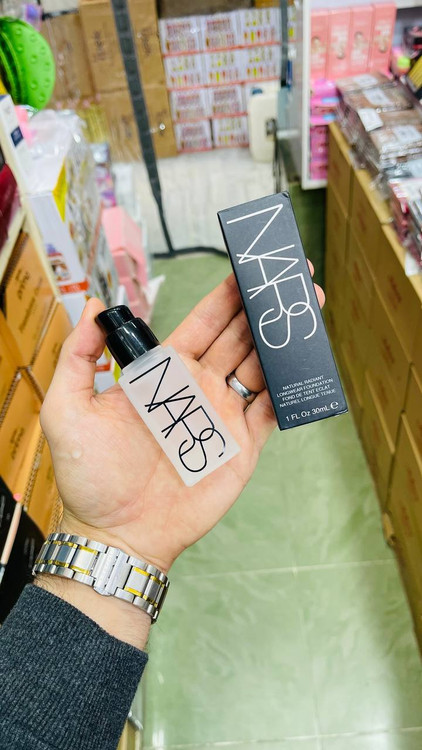 NARS
NARS
NATURAL RADIANT
LONGWEAR FOUNDATION
FOND DE TEINT ÉCLAT
NATUREL LONGUE TENUE
1 FL Oz 30mL ℮